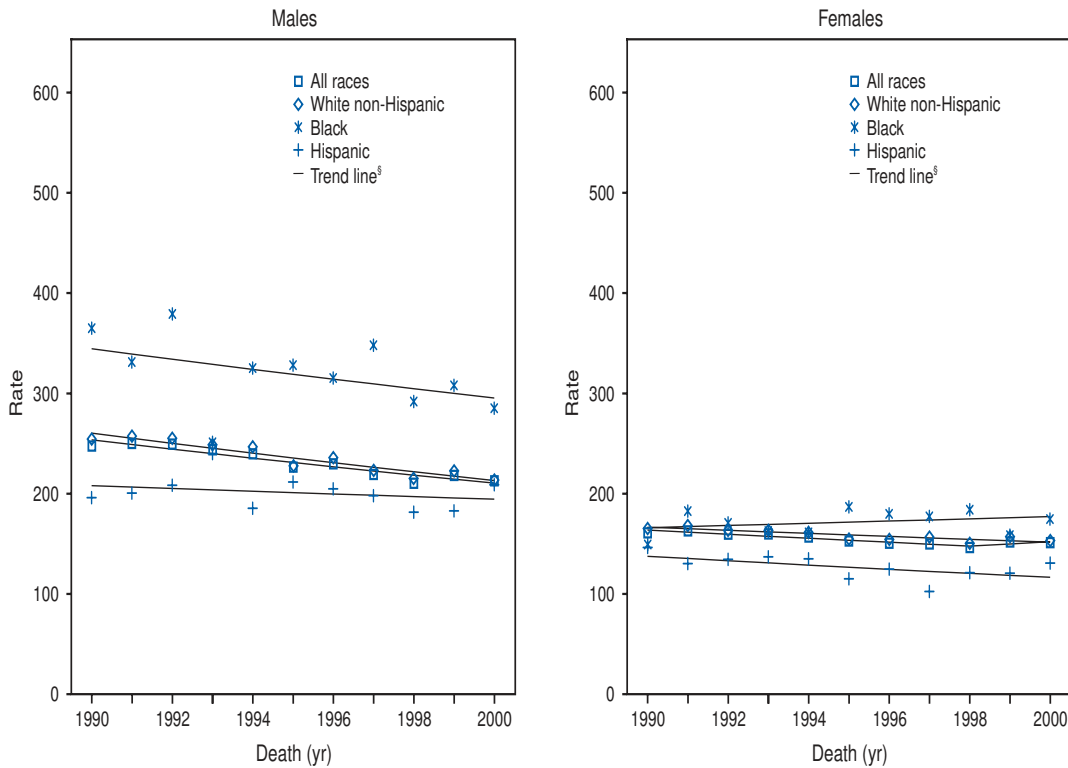 Males
Rate
600
500
400
300
200
100
0
All races
White non-Hispanic
Black
Hispanic
Trend line§
1990
1992
1994
1996
1998
2000
Death (yr)
Females
Rate
600
500
400
300
200
100
0
All races
White non-Hispanic
Black
Hispanic
Trend line§
1990
1992
1994
1996
1998
2000
Death (yr)